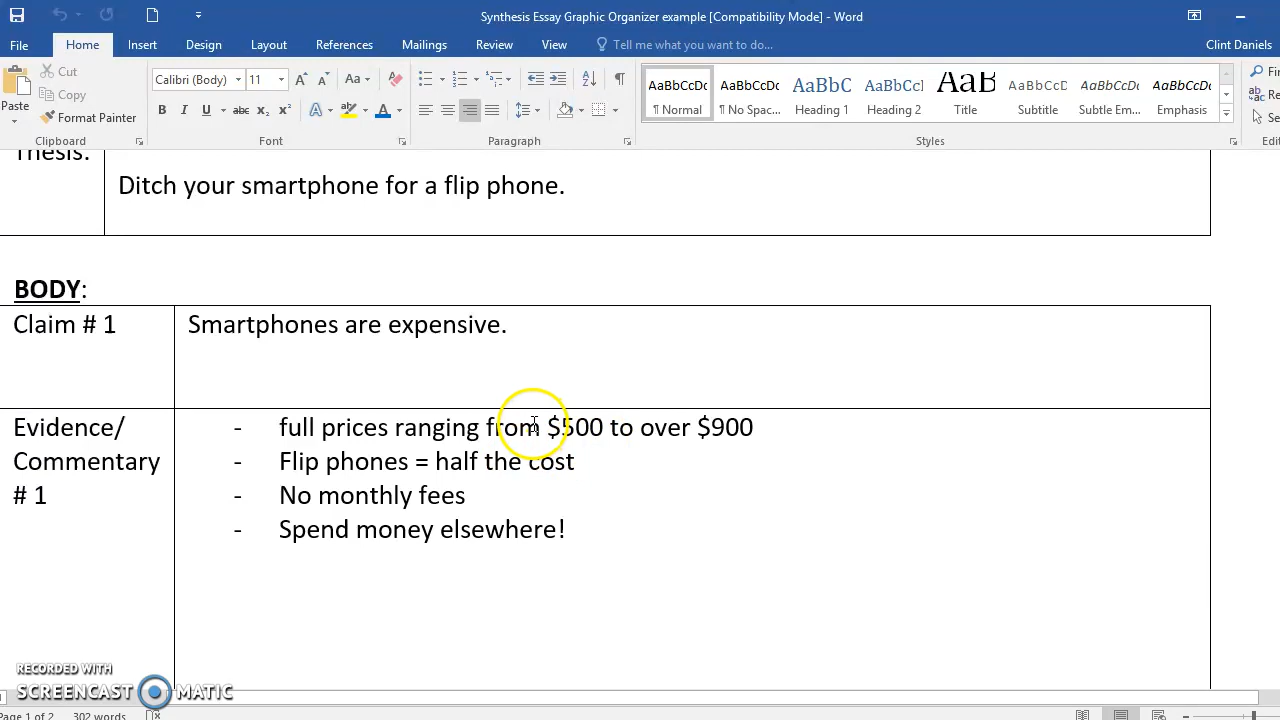 Synthesis Essay Graphic Organizer example [Compatibility Mode] - Word
File Home Insert Design Layout References Mailings Review View Tell me what you want to do... Clint Daniels
Cut
Copy
Paste
Format Painter
Clipboard
Calibri (Body) 11
Aa
B I U abc x₂ x² A A
Font
Paragraph
AaBbCcDc AaBbCcDc AaBbC AaBbCcI AaB AaBbCcD AaBbCcDc AaBbCcDc
¶ Normal ¶ No Spac... Heading 1 Heading 2 Title Subtitle Subtle Em... Emphasis
Styles
Thesis:
Ditch your smartphone for a flip phone.
BODY:
Claim # 1
Smartphones are expensive.
Evidence/
Commentary
# 1
- full prices ranging from $500 to over $900
- Flip phones = half the cost
- No monthly fees
- Spend money elsewhere!
RECORDED WITH
SCREENCAST MATIC
Page 1 of 2 302 words